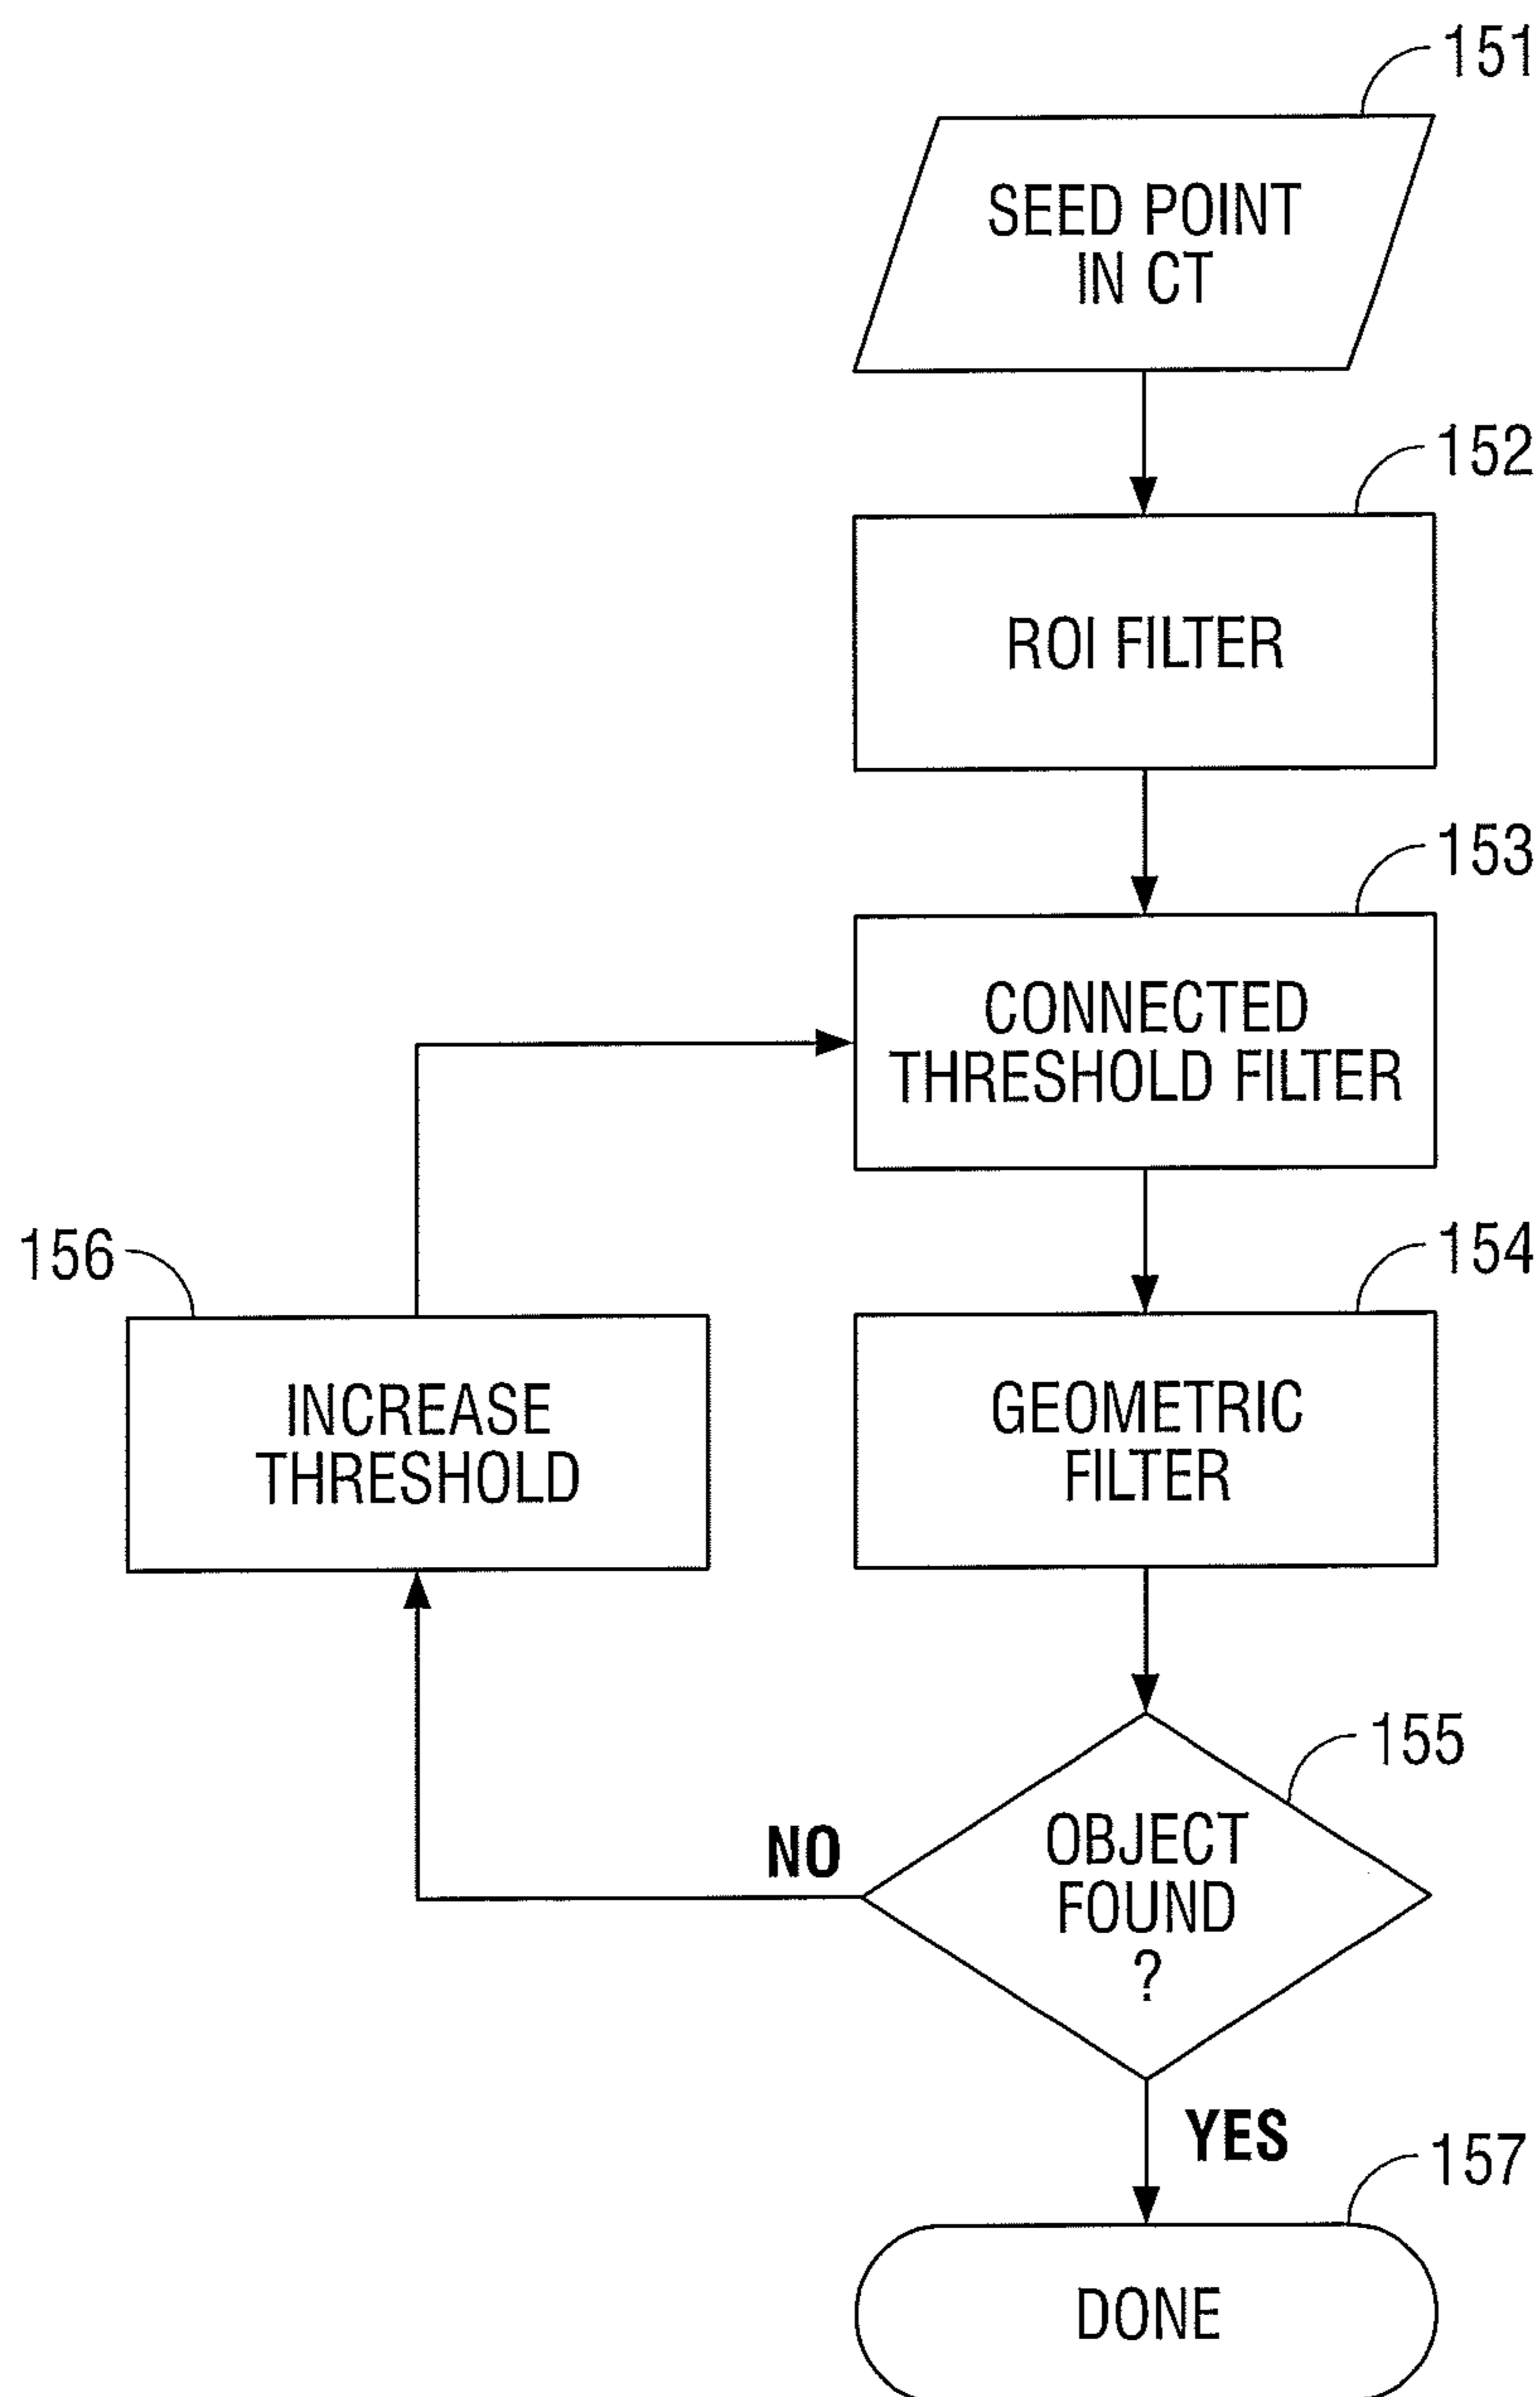 151
SEED POINT
IN CT
152
ROI FILTER
153
CONNECTED
THRESHOLD FILTER
156
154
INCREASE
THRESHOLD
GEOMETRIC
FILTER
155
NO
OBJECT
FOUND
?
YES
157
DONE